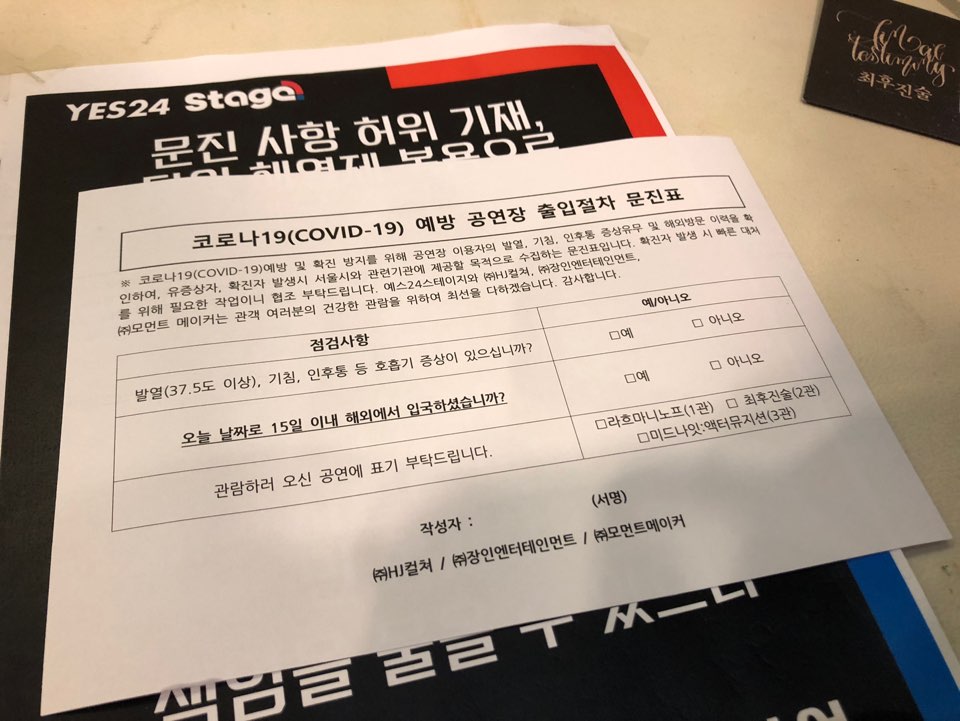 YES24 stage
문진 사항 허위 기재,
final
testimony
최후진술
코로나19(COVID-19) 예방 공연장 출입절차 문진표
※ 코로나19(COVID-19)예방 및 확진 방지를 위해 공연장 이용자의 발열, 기침, 인후통 증상유무 및 해외방문 이력을 확
인하여, 유증상자, 확진자 발생시 서울시와 관련기관에 제공할 목적으로 수집하는 문진표입니다. 확진자 발생 시 빠른 대처
를 위해 필요한 작업이니 협조 부탁드립니다. 예스24스테이지와 ㈜HJ컬쳐, ㈜장인엔터테인먼트,
㈜모먼트 메이커는 관객 여러분의 건강한 관람을 위하여 최선을 다하겠습니다. 감사합니다.
점검사항 예/아니오
발열(37.5도 이상), 기침, 인후통 등 호흡기 증상이 있으십니까? □예 □ 아니오
오늘 날짜로 15일 이내 해외에서 입국하셨습니까? □예 □ 아니오
관람하러 오신 공연에 표기 부탁드립니다. □라흐마니노프(1관) □ 최후진술(2관)
□미드나잇:액터뮤지션(3관)
작성자 : (서명)
㈜HJ컬쳐 / ㈜장인엔터테인먼트 / ㈜모먼트메이커
책임을 물을 수 있으니